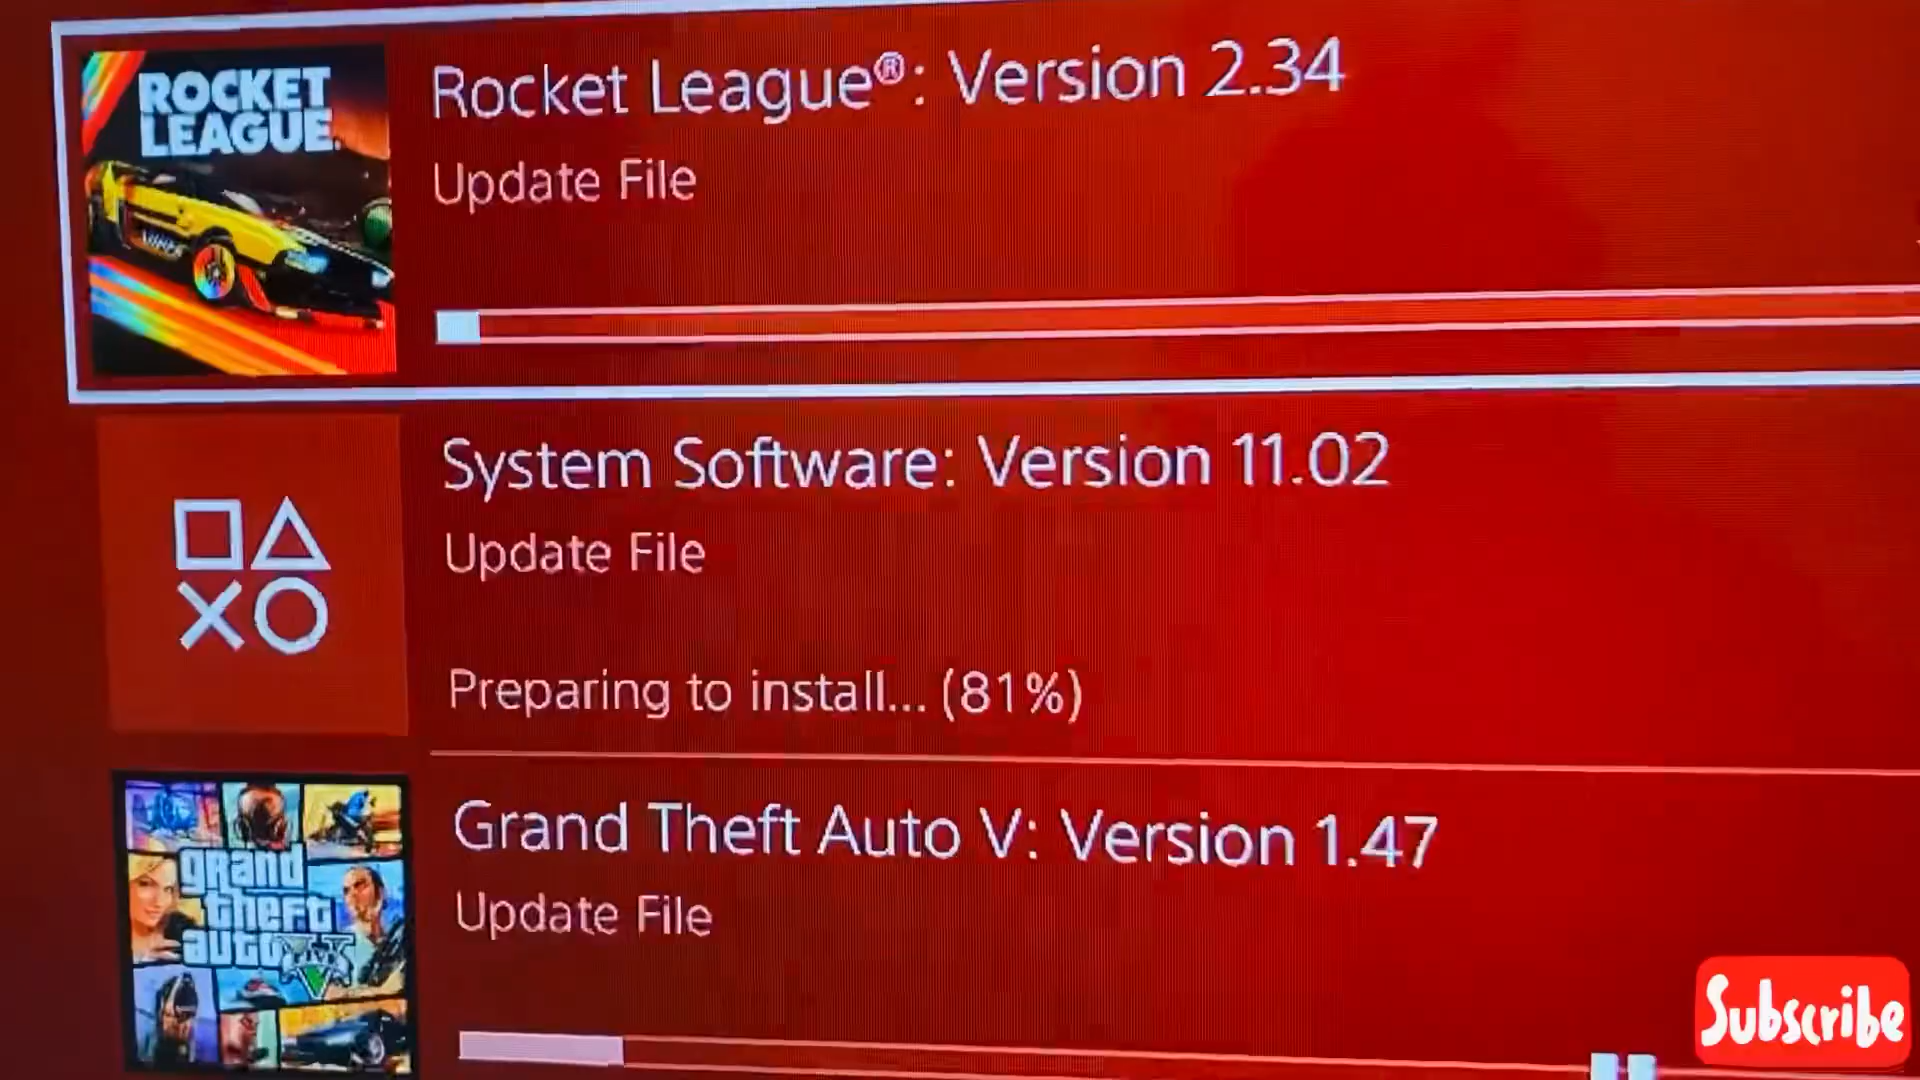 ROCKET
LEAGUE.
Rocket League®: Version 2.34
Update File
System Software: Version 11.02
Update File
Preparing to install... (81%)
grand
theft
auto
V
FIVE
Grand Theft Auto V: Version 1.47
Update File
Subscribe